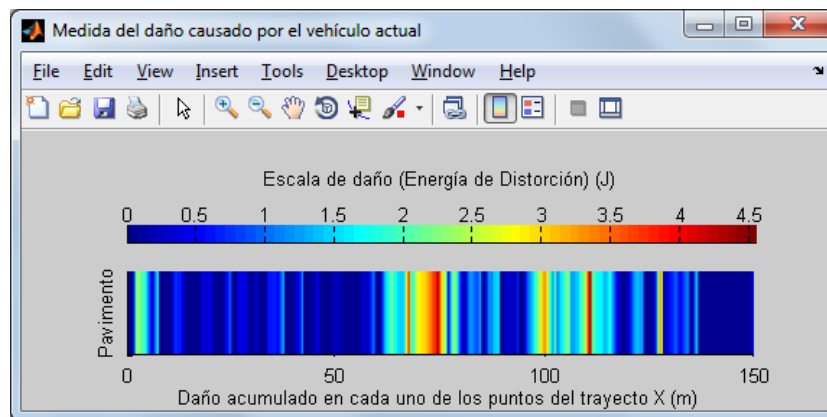 Medida del daño causado por el vehículo actual
File Edit View Insert Tools Desktop Window Help
Escala de daño (Energía de Distorción) (J)
0 0.5 1 1.5 2 2.5 3 3.5 4 4.5
Pavimento
0 50 100 150
Daño acumulado en cada uno de los puntos del trayecto X (m)